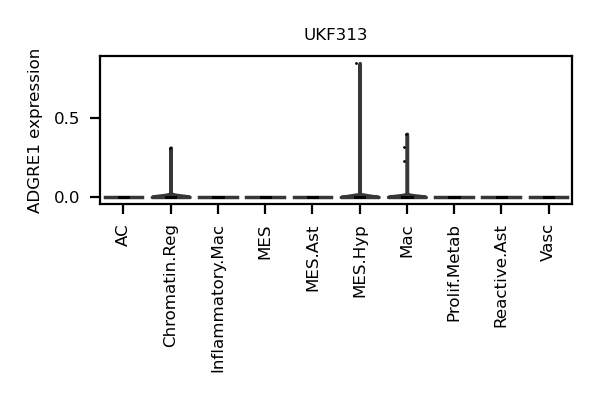 UKF313
ADGRE1 expression
0.5
0.0
AC
Chromatin.Reg
Inflammatory.Mac
MES
MES.Ast
MES.Hyp
Mac
Prolif.Metab
Reactive.Ast
Vasc